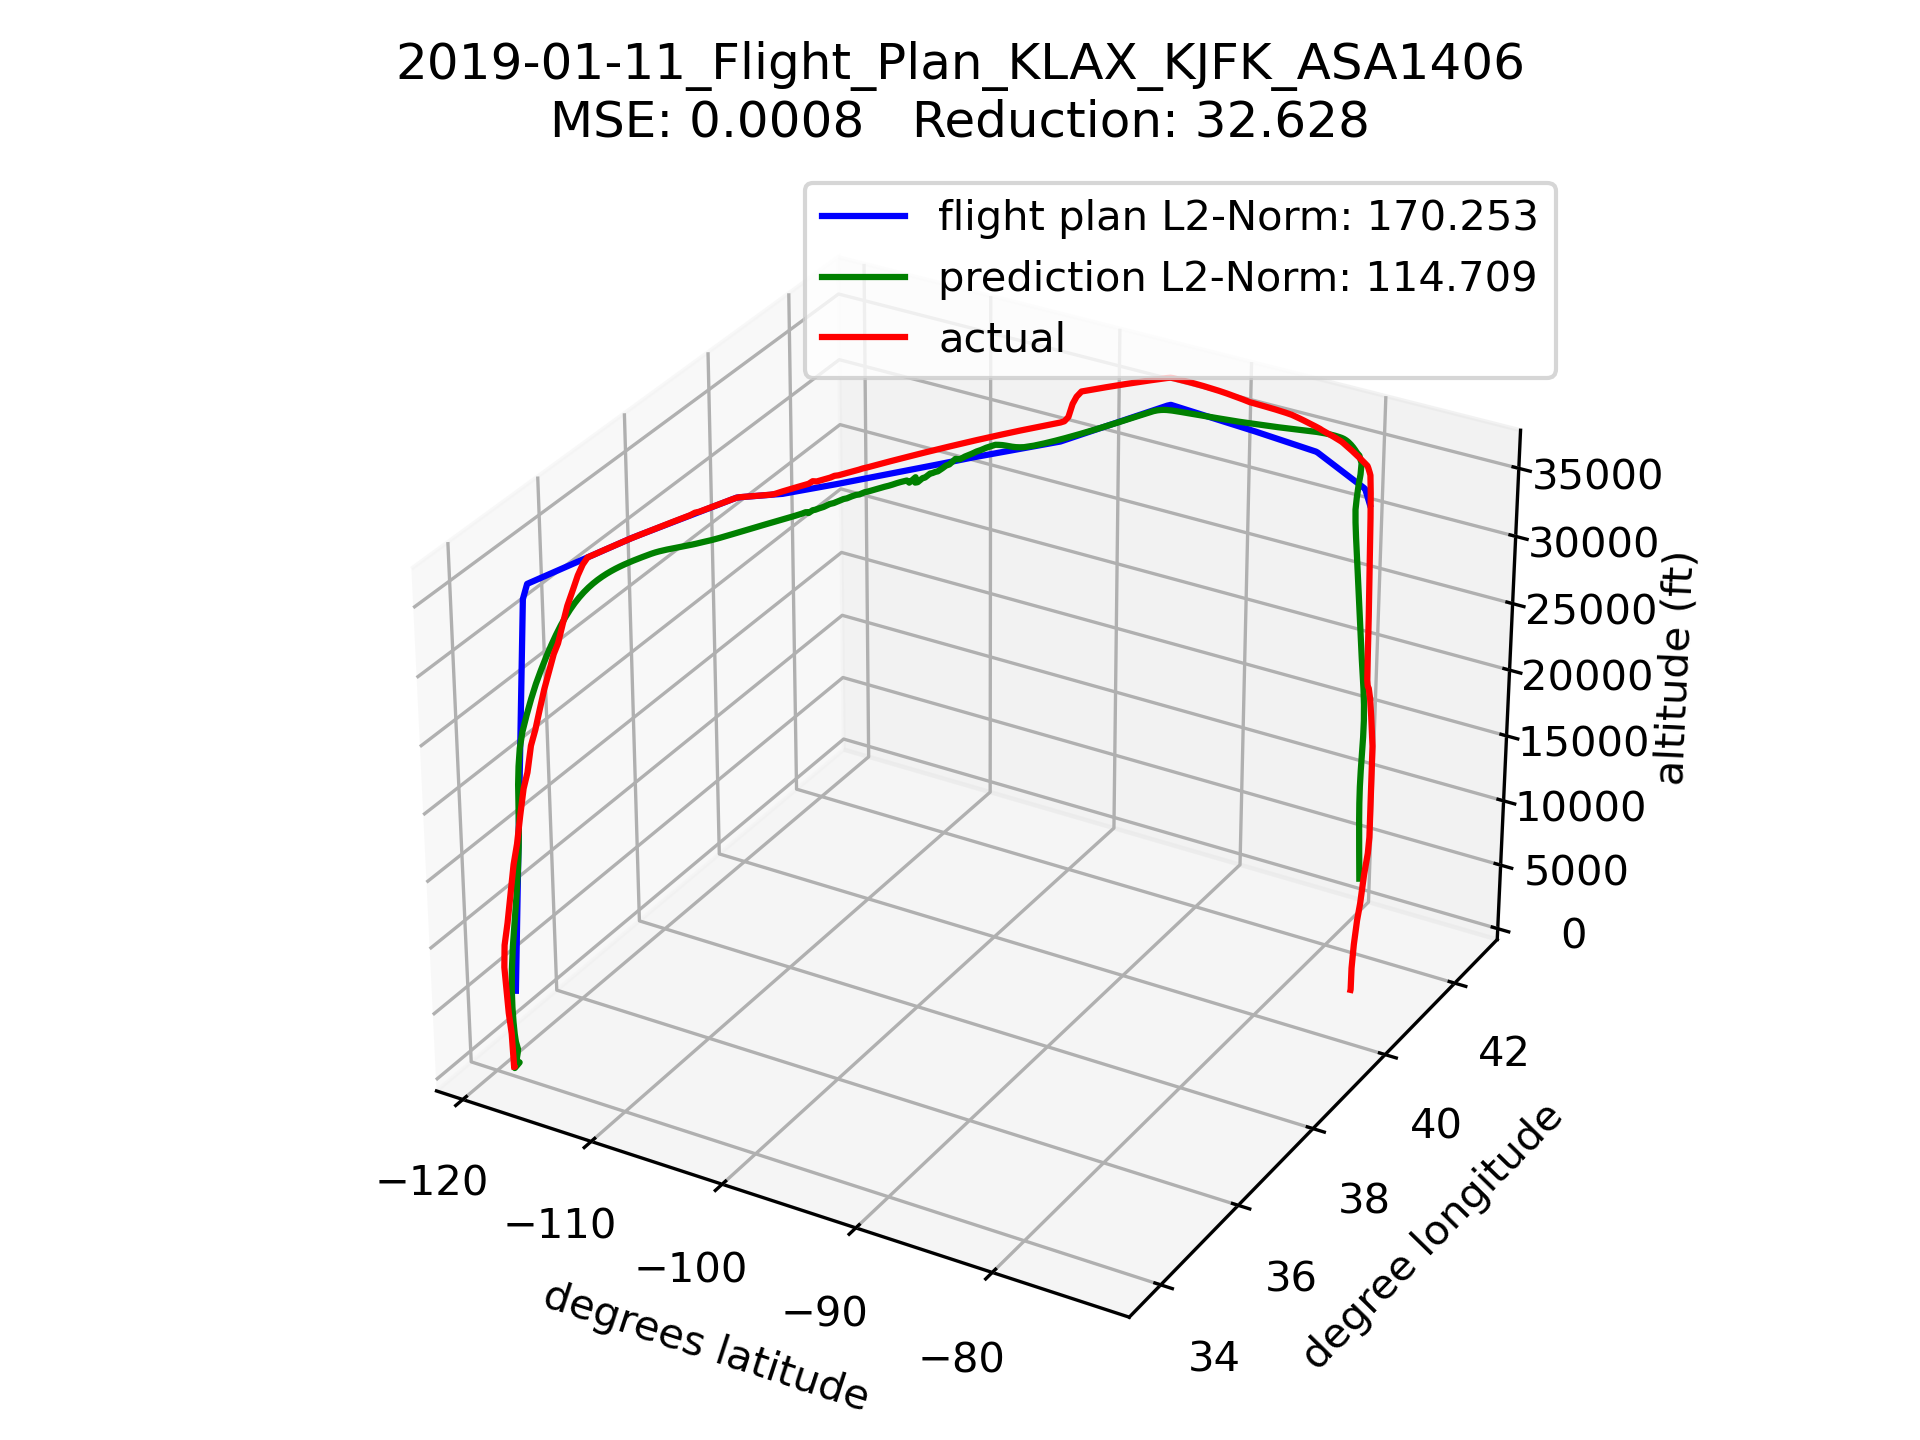 2019-01-11_Flight_Plan_KLAX_KJFK_ASA1406
MSE: 0.0008   Reduction: 32.628
flight plan L2-Norm: 170.253
prediction L2-Norm: 114.709
actual
35000
30000
25000
20000
15000
10000
5000
0
altitude (ft)
−120
−110
−100
−90
−80
degrees latitude
42
40
38
36
34
degree longitude